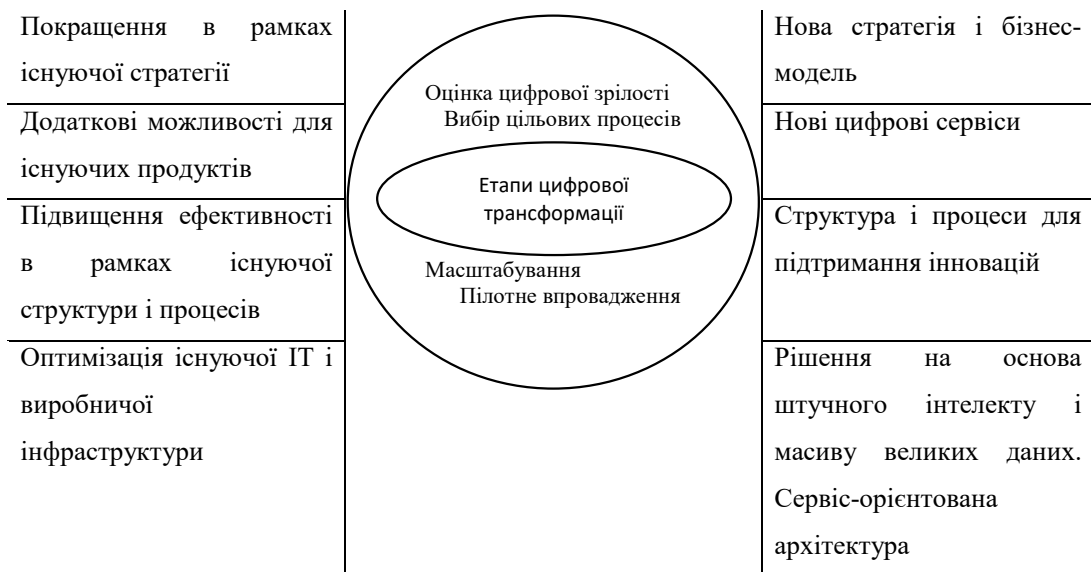 Покращення в рамках
існуючої стратегії
Додаткові можливості для
існуючих продуктів
Підвищення ефективності
в рамках існуючої
структури і процесів
Оптимізація існуючої ІТ і
виробничої
інфраструктури
Оцінка цифрової зрілості
Вибір цільових процесів
Етапи цифрової
трансформації
Масштабування
Пілотне впровадження
Нова стратегія і бізнес-
модель
Нові цифрові сервіси
Структура і процеси для
підтримання інновацій
Рішення на основа
штучного інтелекту і
масиву великих даних.
Сервіс-орієнтована
архітектура